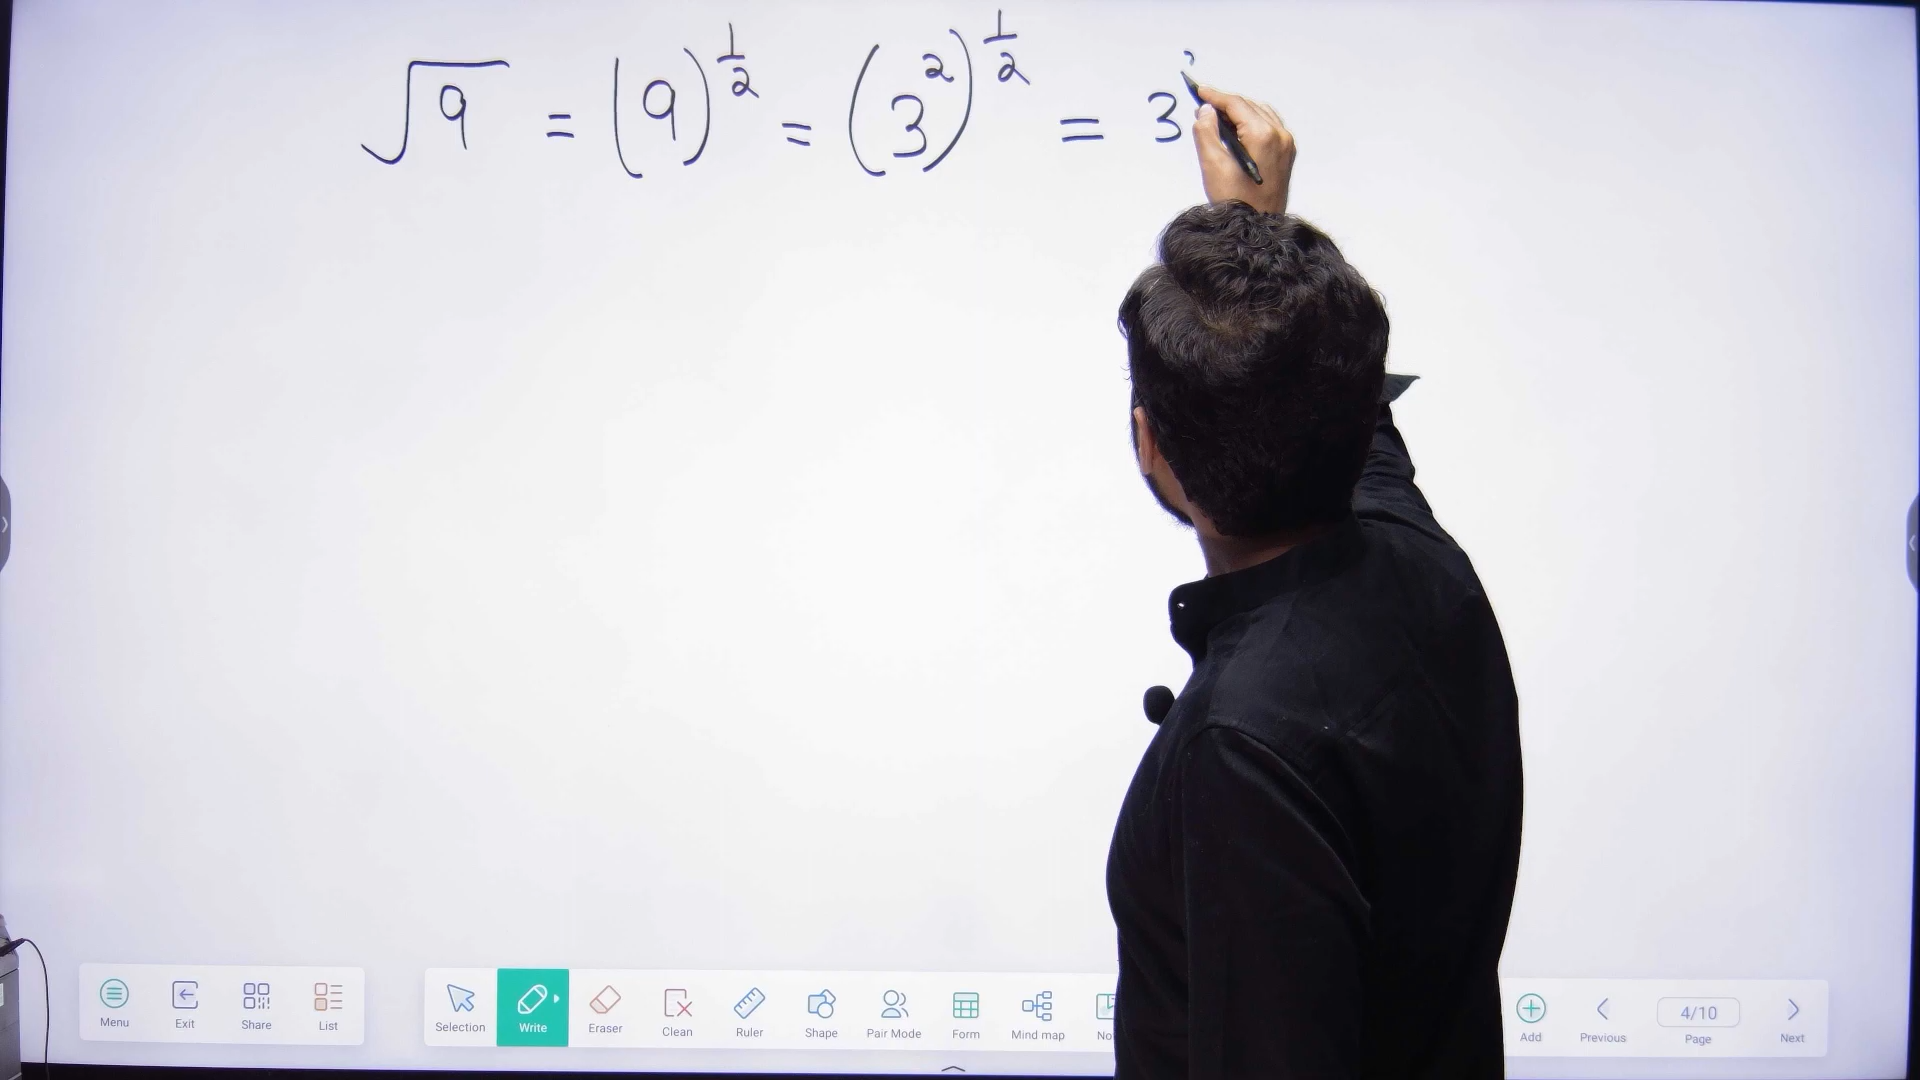 √9 = (9)^{1/2} = (3^2)^{1/2} = 3
Menu Exit Share List Selection Write Eraser Clean Ruler Shape Pair Mode Form Mind map Add Previous 4/10 Page Next